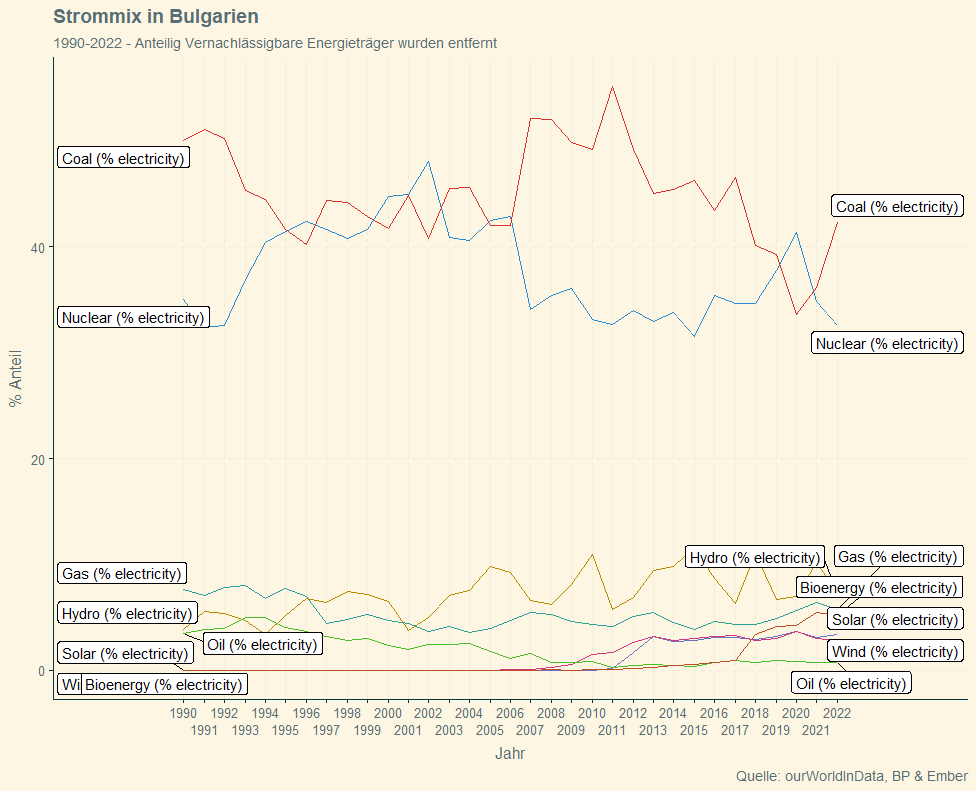 Strommix in Bulgarien
1990-2022 - Anteilig Vernachlässigbare Energieträger wurden entfernt
% Anteil
40
20
0
Coal (% electricity)
Nuclear (% electricity)
Gas (% electricity)
Hydro (% electricity)
Oil (% electricity)
Solar (% electricity)
Wi
Bioenergy (% electricity)
Coal (% electricity)
Nuclear (% electricity)
Hydro (% electricity)
Gas (% electricity)
Bioenergy (% electricity)
Solar (% electricity)
Wind (% electricity)
Oil (% electricity)
1990 1992 1994 1996 1998 2000 2002 2004 2006 2008 2010 2012 2014 2016 2018 2020 2022
1991 1993 1995 1997 1999 2001 2003 2005 2007 2009 2011 2013 2015 2017 2019 2021
Jahr
Quelle: ourWorldInData, BP & Ember